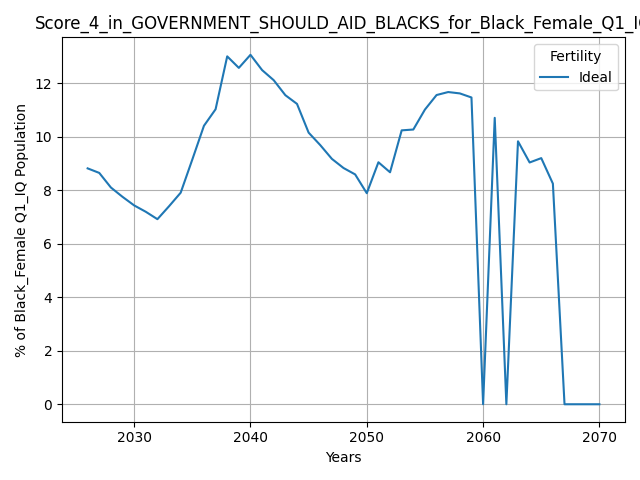 Score_4_in_GOVERNMENT_SHOULD_AID_BLACKS_for_Black_Female_Q1_IQ
Fertility
Ideal
% of Black_Female Q1_IQ Population
12
10
8
6
4
2
0
2030 2040 2050 2060 2070
Years